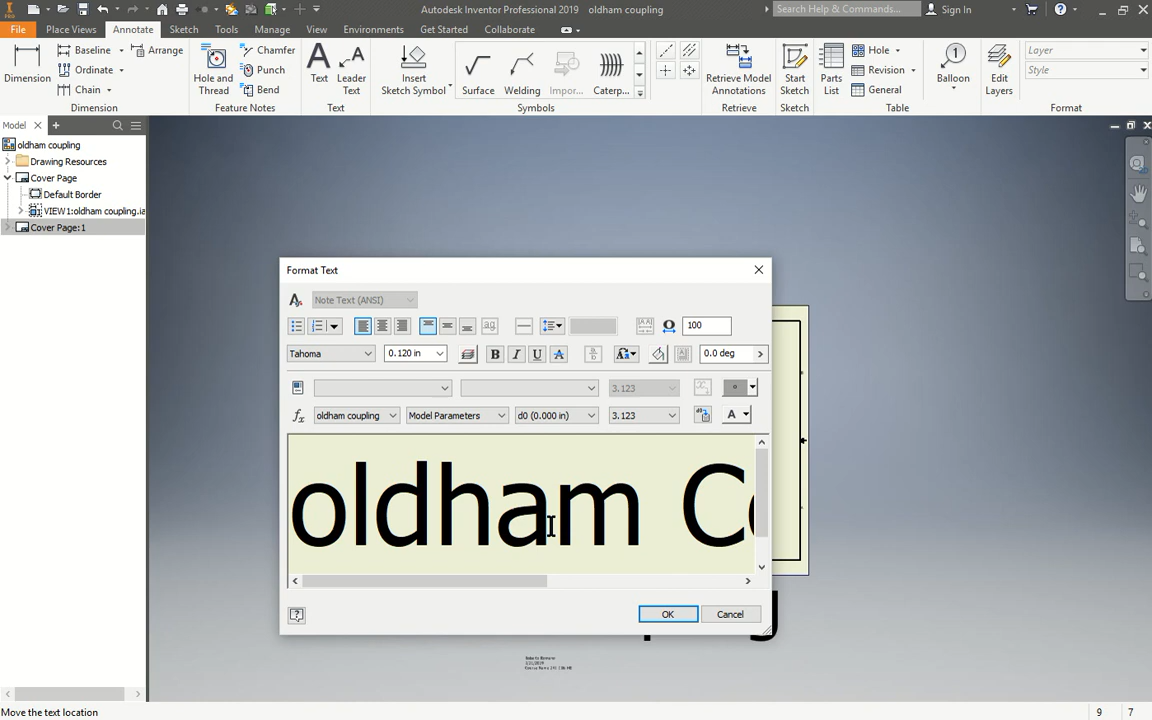 Autodesk Inventor Professional 2019 oldham coupling
Search Help & Commands...
Sign In
File
Place Views
Annotate
Sketch
Tools
Manage
View
Environments
Get Started
Collaborate
Dimension
Baseline
Ordinate
Chain
Arrange
Dimension
Hole and
Thread
Chamfer
Punch
Bend
Feature Notes
Text
Leader
Text
Text
Insert
Sketch Symbol
Surface
Welding
Impor...
Caterp...
Symbols
Retrieve Model
Annotations
Retrieve
Start
Sketch
Sketch
Parts
List
Hole
Revision
General
Table
Balloon
Edit
Layers
Layer
Style
Format
Model
oldham coupling
Drawing Resources
Cover Page
Default Border
VIEW1:oldham coupling.ia
Cover Page:1
Format Text
Note Text (ANSI)
100
Tahoma
0.120 in
B I U A
0.0 deg
3.123
oldham coupling
Model Parameters
d0 (0.000 in)
3.123
A
oldham Co
OK
Cancel
Move the text location
9
7